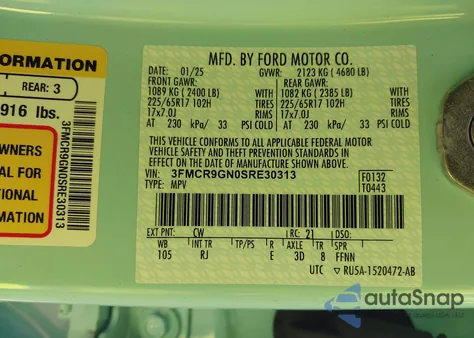 ORMATION
REAR: 3
916 lbs.
WNERS
AL FOR
TIONAL
RMATION
3FMCR9GN0SRE30313
MFD. BY FORD MOTOR CO.
DATE: 01/25 GVWR: 2123 KG (4680 LB)
FRONT GAWR: REAR GAWR:
1089 KG (2400 LB) 1082 KG (2385 LB)
225/65R17 102H TIRES 225/65R17 102H TIRES
17x7.0J RIMS 17x7.0J RIMS
AT 230 kPa/ 33 PSI COLD AT 230 kPa/ 33 PSI COLD
THIS VEHICLE CONFORMS TO ALL APPLICABLE FEDERAL MOTOR
VEHICLE SAFETY AND THEFT PREVENTION STANDARDS IN
EFFECT ON THE DATE OF MANUFACTURE SHOWN ABOVE.
VIN: 3FMCR9GN0SRE30313
TYPE: MPV
F0132
T0443
EXT PNT: CW RC: 21 DSO:
WB INT TR TP/PS R AXLE TR SPR
105 RJ E 3D 8 FFNN
UTC ▽ RU5A-1520472-AB
autoSnap